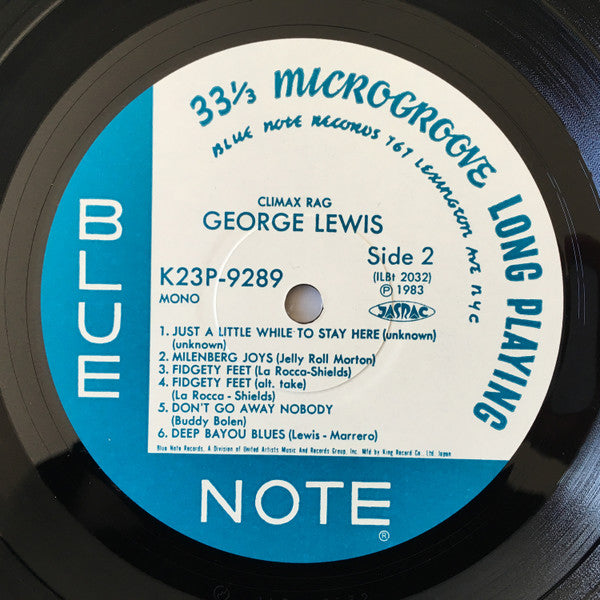 33⅓ MICROGROOVE LONG PLAYING
BLUE NOTE RECORDS 767 LEXINGTON AVE NYC
CLIMAX RAG
GEORGE LEWIS
Side 2
K23P-9289
(ILBt 2032)
MONO
℗ 1983
JASRAC
1. JUST A LITTLE WHILE TO STAY HERE (unknown)
(unknown)
2. MILENBERG JOYS (Jelly Roll Morton)
3. FIDGETY FEET (La Rocca-Shields)
4. FIDGETY FEET (alt. take)
(La Rocca - Shields)
5. DON'T GO AWAY NOBODY
(Buddy Bolen)
6. DEEP BAYOU BLUES (Lewis - Marrero)
Blue Note Records, A Division of United Artists Music And Records Group, Inc. Mfd by King Record Co., Ltd. Japan
BLUE
NOTE ®